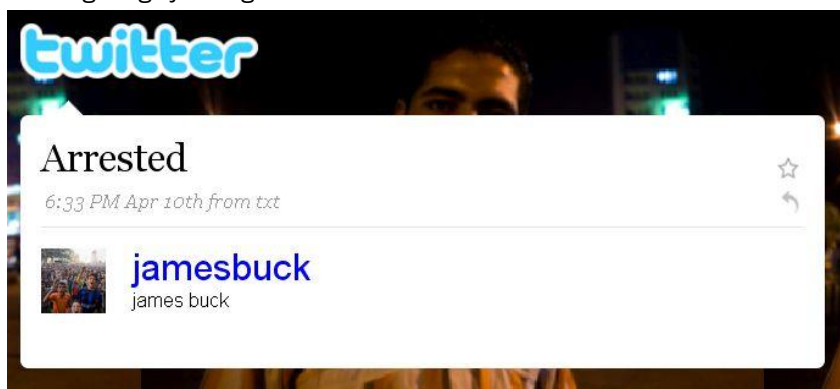 twitter
Arrested
6:33 PM Apr 10th from txt
jamesbuck
james buck